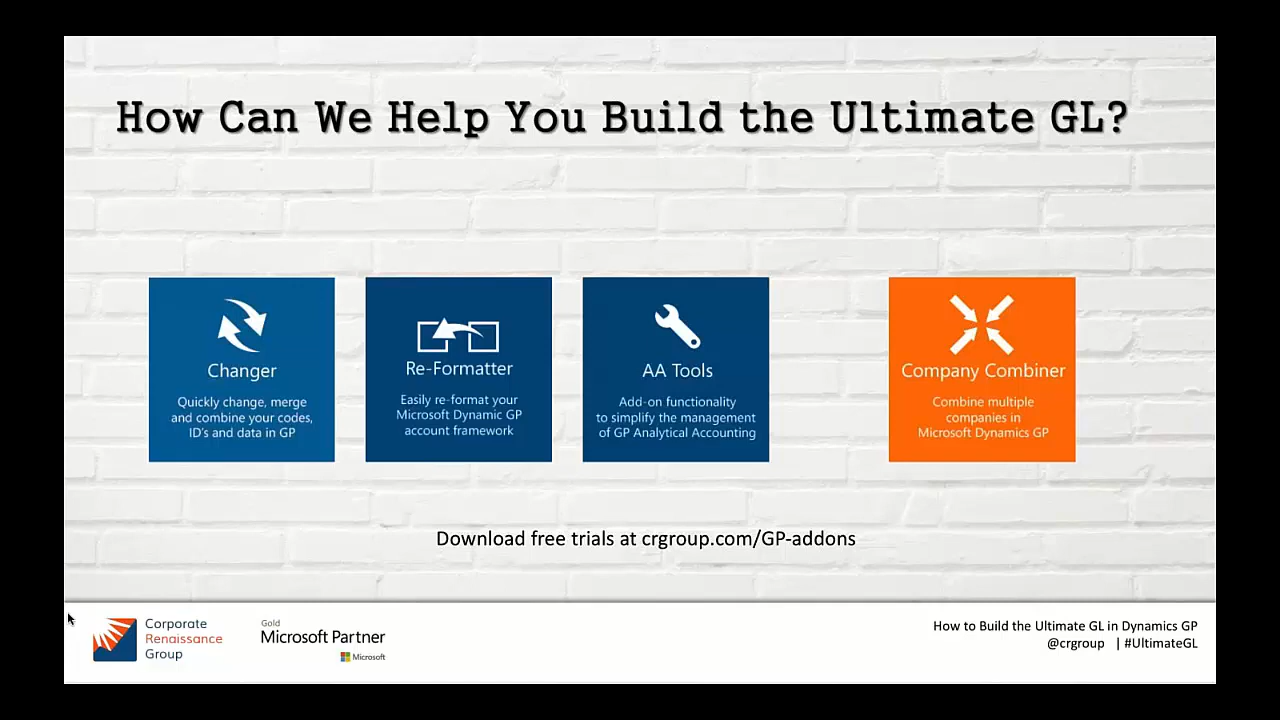 How Can We Help You Build the Ultimate GL?
Changer
Quickly change, merge
and combine your codes,
ID's and data in GP
Re-Formatter
Easily re-format your
Microsoft Dynamic GP
account framework
AA Tools
Add-on functionality
to simplify the management
of GP Analytical Accounting
Company Combiner
Combine multiple
companies in
Microsoft Dynamics GP
Download free trials at crgroup.com/GP-addons
Corporate
Renaissance
Group
Gold
Microsoft Partner
Microsoft
How to Build the Ultimate GL in Dynamics GP
@crgroup | #UltimateGL